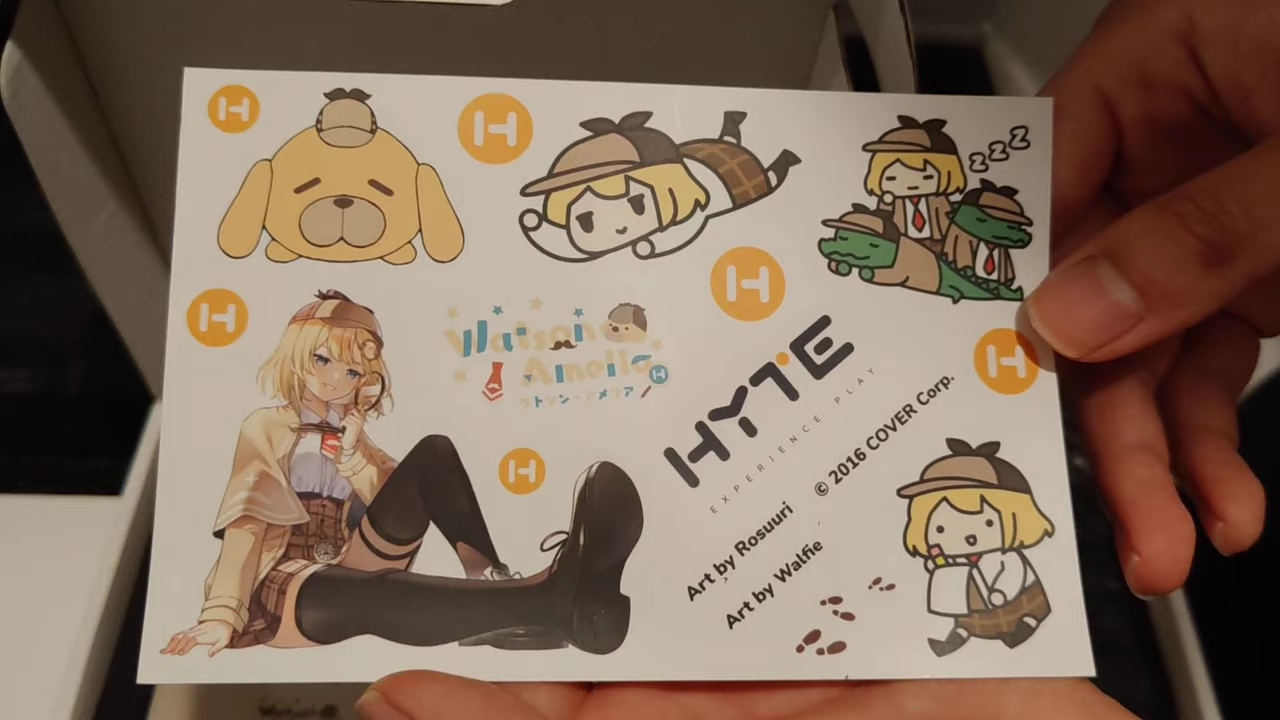 H
H
z z z
H
H
Watson
Amelia
H
ワトソン・アメリア
HYTE
EXPERIENCE PLAY
H
H
Art by Rosuuri
© 2016 COVER Corp.
Art by Walfie